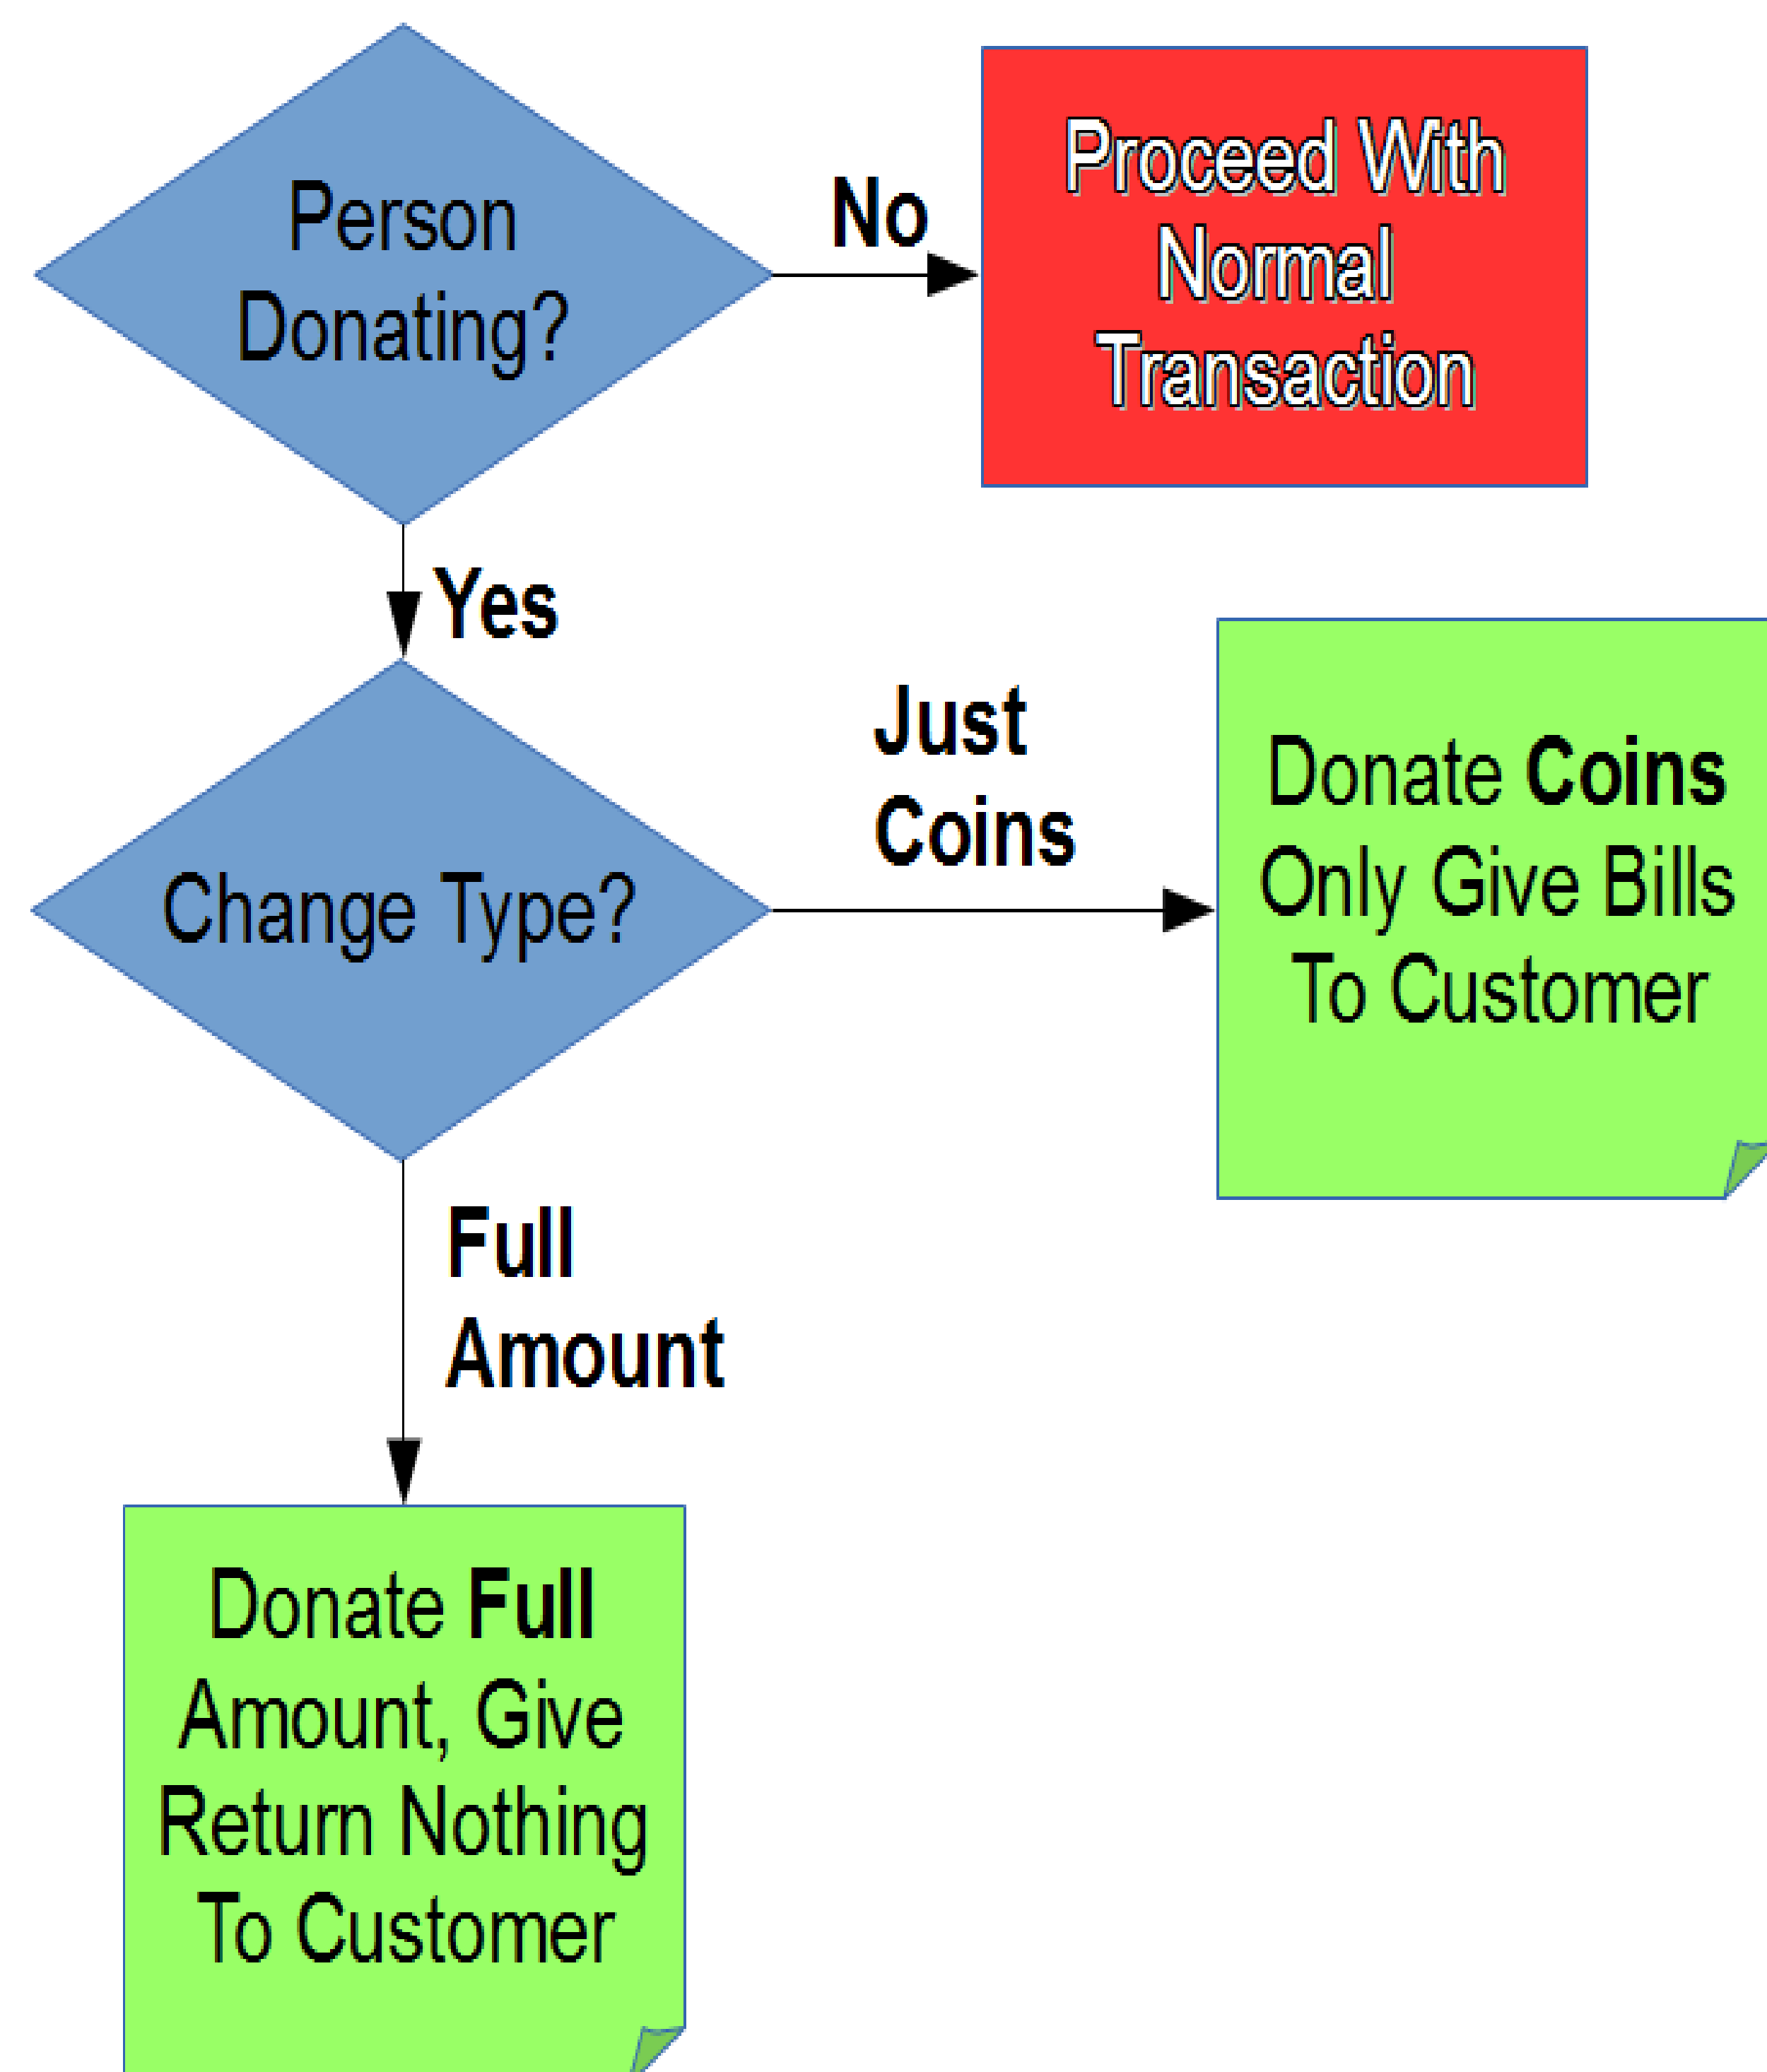 Person
Donating?
No
Proceed With
Normal
Transaction
Yes
Change Type?
Just
Coins
Donate Coins
Only Give Bills
To Customer
Full
Amount
Donate Full
Amount, Give
Return Nothing
To Customer